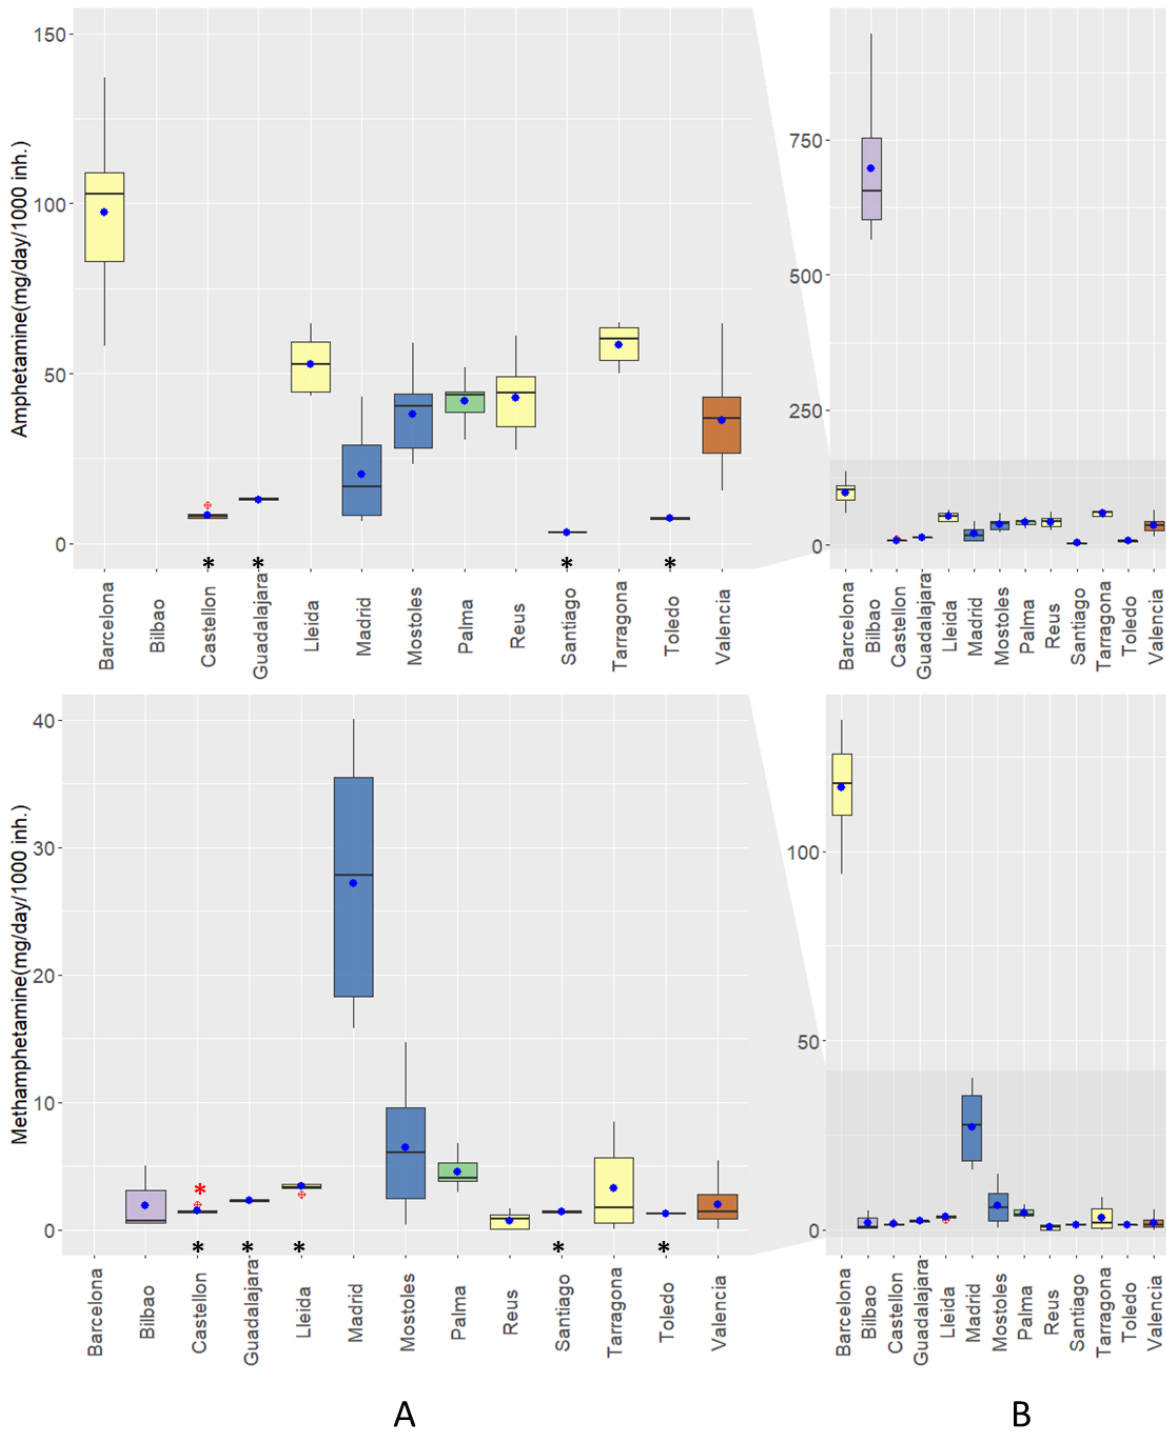 Amphetamine(mg/day/1000 inh.)
150
100
50
0
* * * *
Barcelona
Bilbao
Castellon
Guadalajara
Lleida
Madrid
Mostoles
Palma
Reus
Santiago
Tarragona
Toledo
Valencia
750
500
250
0
Barcelona
Bilbao
Castellon
Guadalajara
Lleida
Madrid
Mostoles
Palma
Reus
Santiago
Tarragona
Toledo
Valencia
Methamphetamine(mg/day/1000 inh.)
40
30
20
10
0
*
* * * * *
Barcelona
Bilbao
Castellon
Guadalajara
Lleida
Madrid
Mostoles
Palma
Reus
Santiago
Tarragona
Toledo
Valencia
100
50
0
Barcelona
Bilbao
Castellon
Guadalajara
Lleida
Madrid
Mostoles
Palma
Reus
Santiago
Tarragona
Toledo
Valencia
A
B